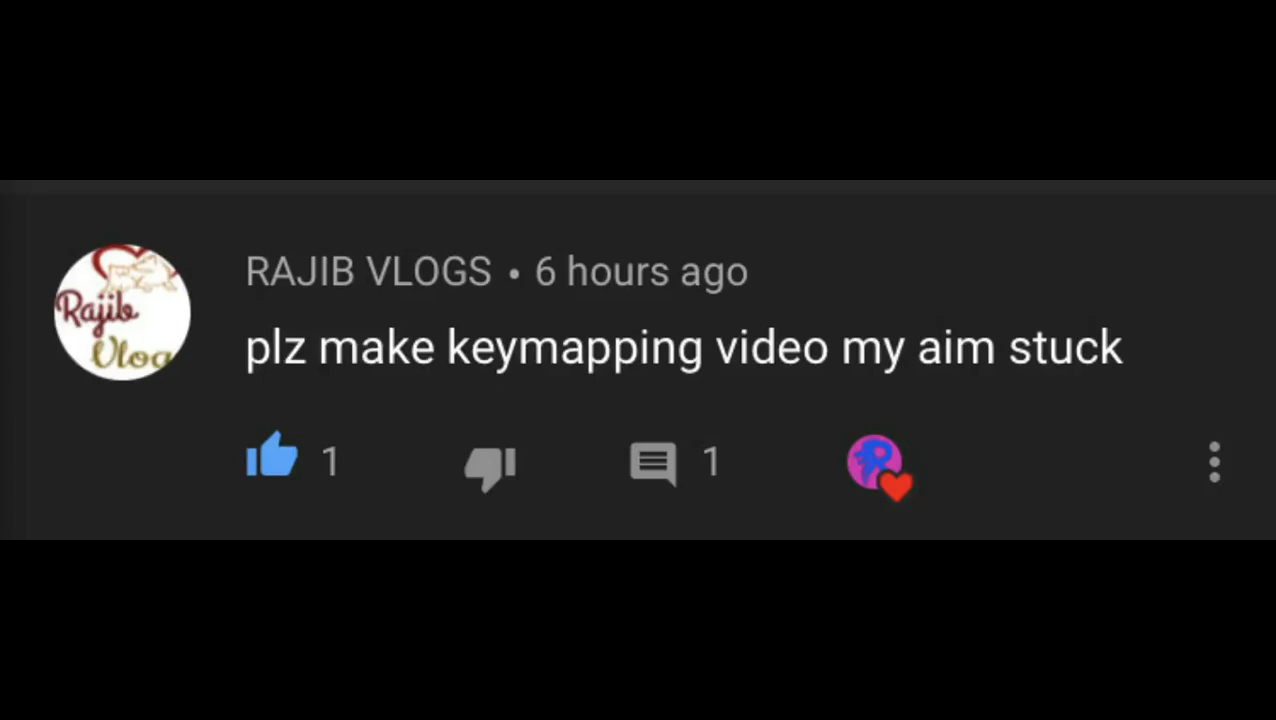 RAJIB VLOGS • 6 hours ago
Rajib
Vlog
plz make keymapping video my aim stuck
1 1